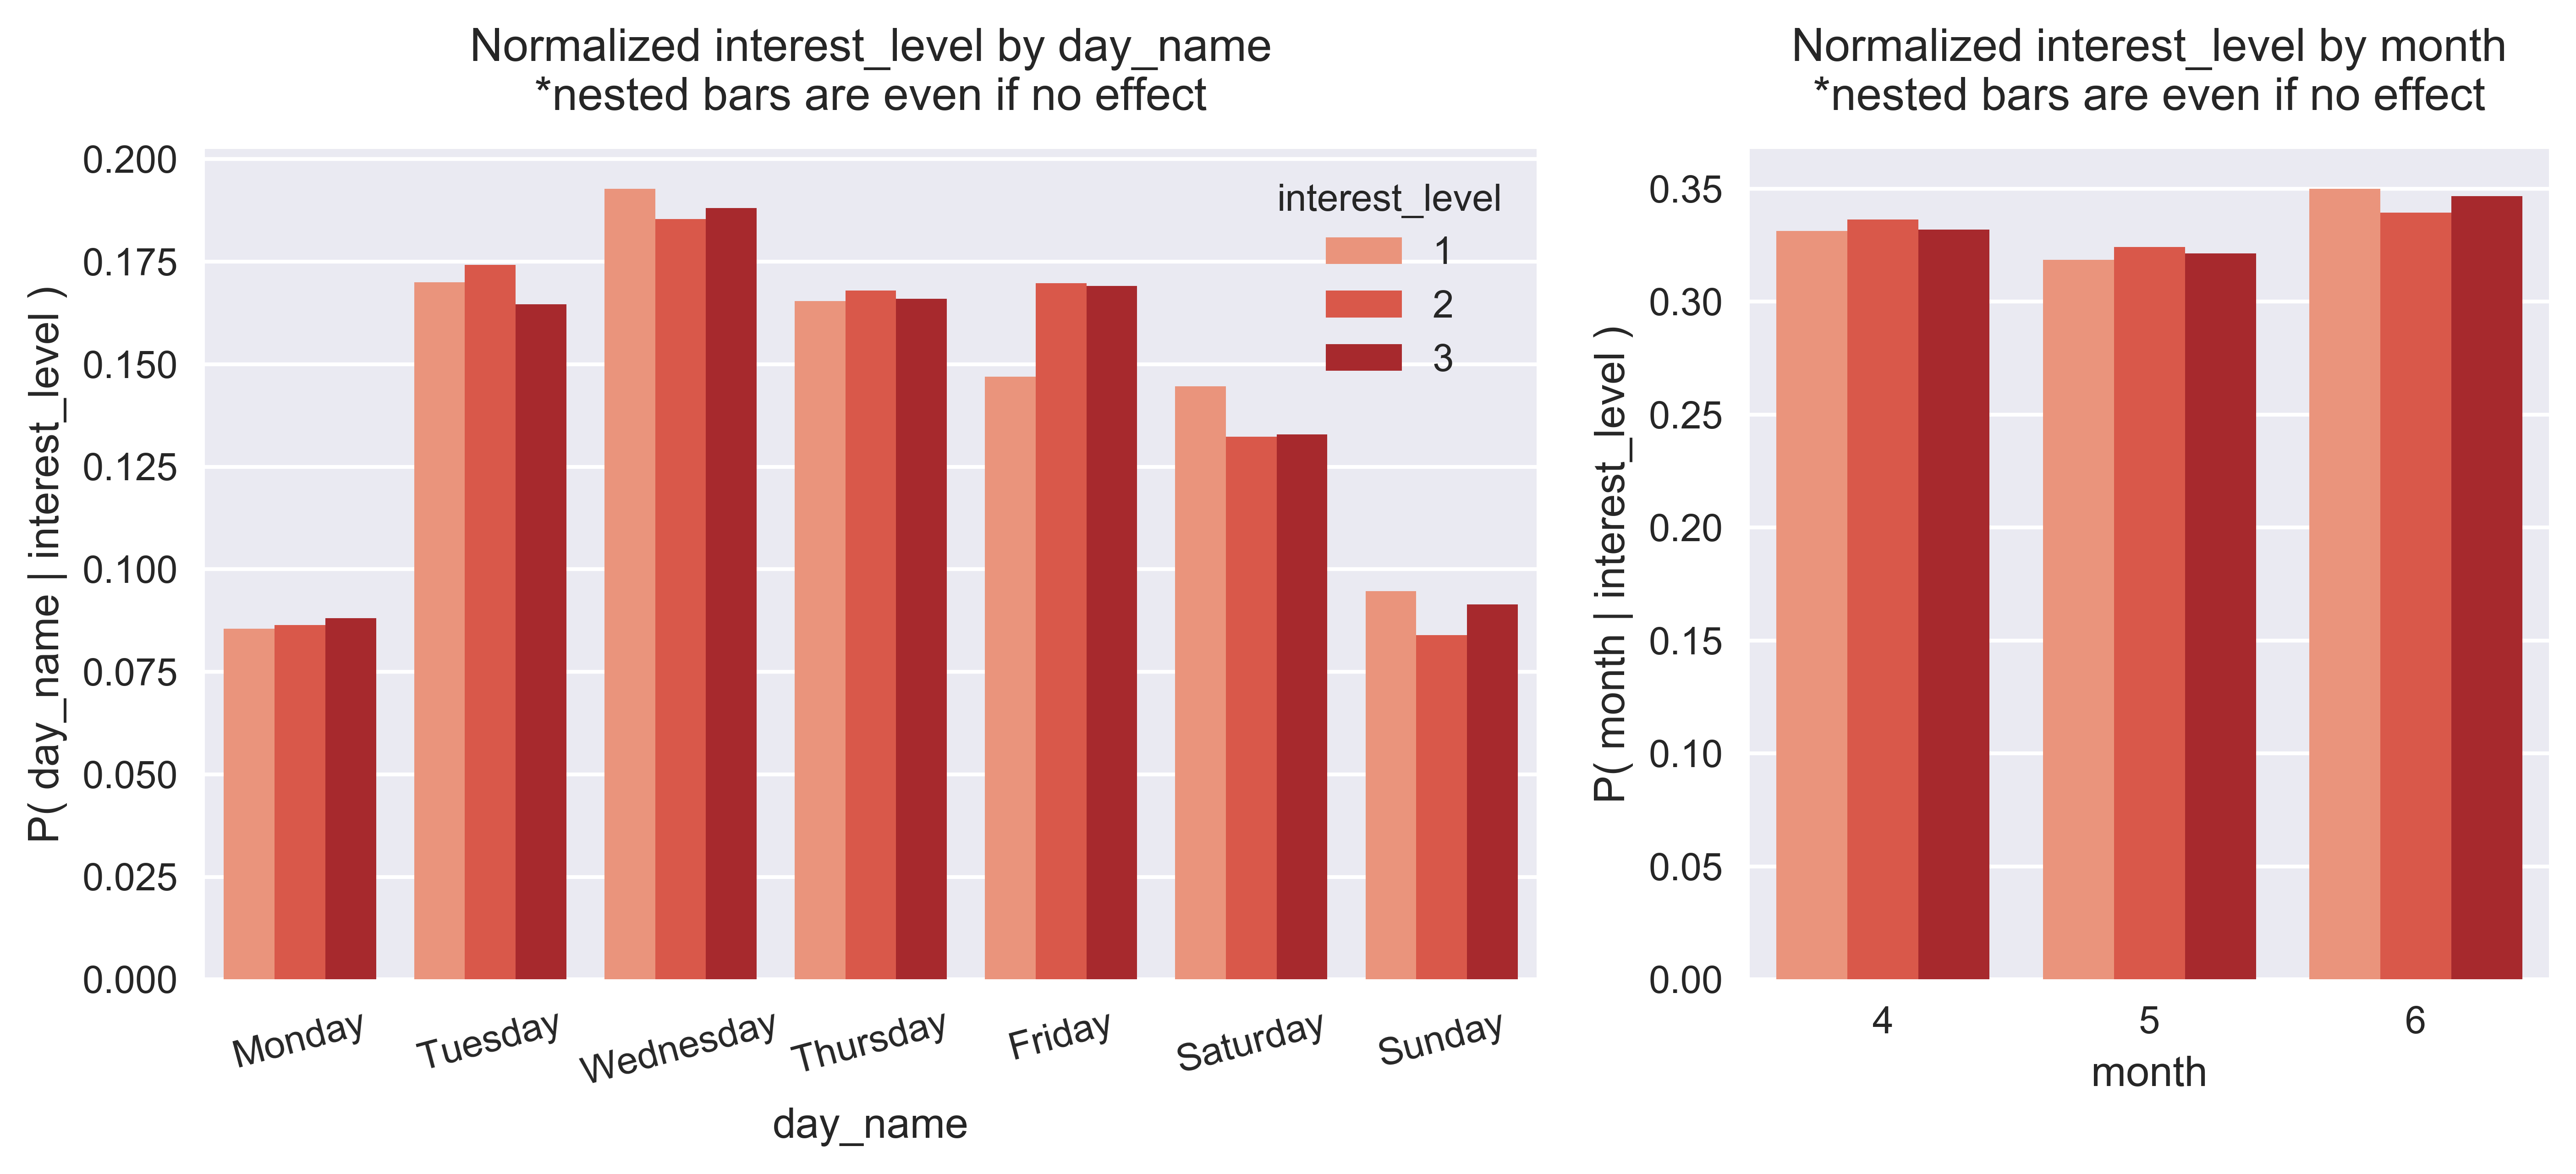 Normalized interest_level by day_name
*nested bars are even if no effect
P( day_name | interest_level )
0.200
0.175
0.150
0.125
0.100
0.075
0.050
0.025
0.000
interest_level
1
2
3
Monday
Tuesday
Wednesday
Thursday
Friday
Saturday
Sunday
day_name
Normalized interest_level by month
*nested bars are even if no effect
P( month | interest_level )
0.35
0.30
0.25
0.20
0.15
0.10
0.05
0.00
4
5
6
month